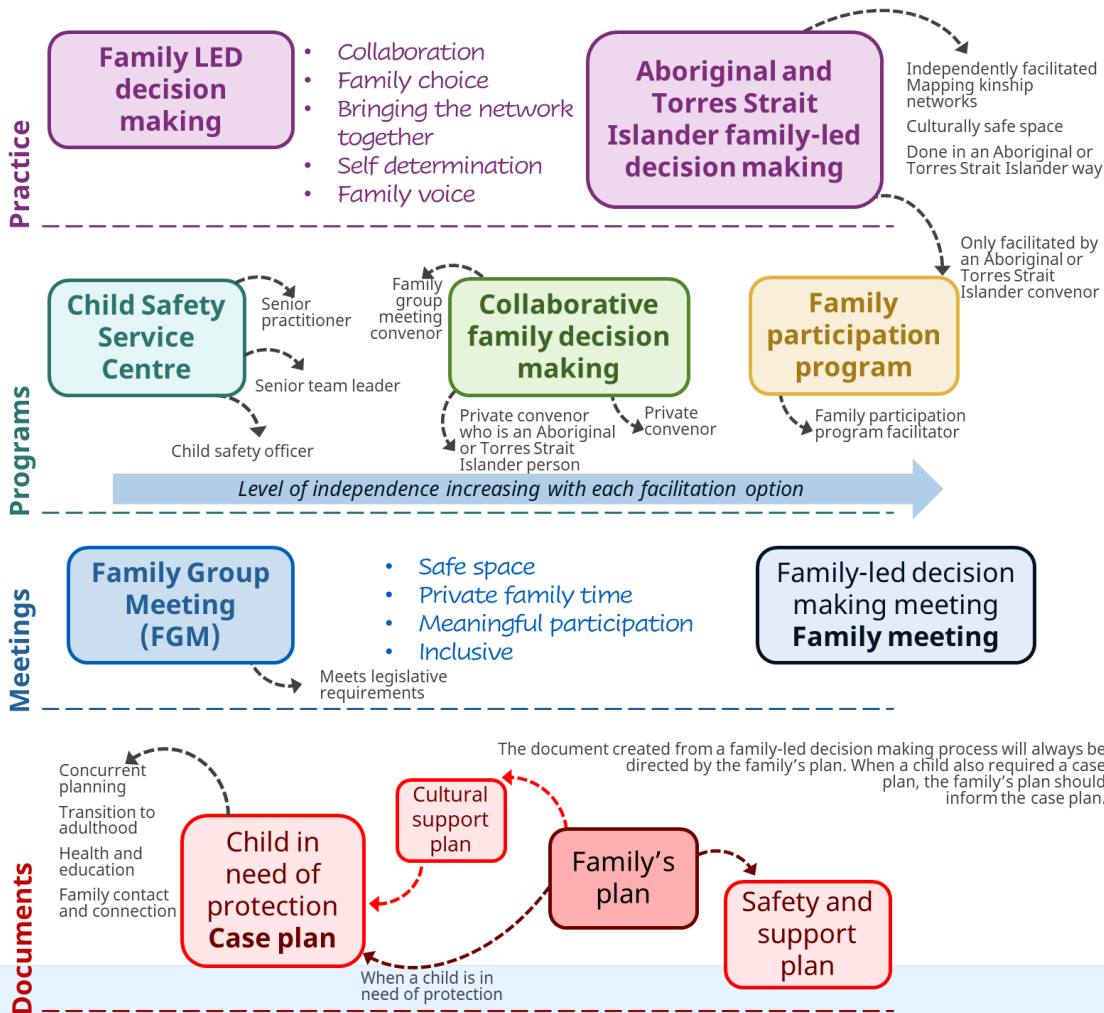 Practice
Family LED
decision
making
• Collaboration
• Family choice
• Bringing the network
together
• Self determination
• Family voice
Aboriginal and
Torres Strait
Islander family-led
decision making
Independently facilitated
Mapping kinship
networks
Culturally safe space
Done in an Aboriginal or
Torres Strait Islander way
Only facilitated by
an Aboriginal or
Torres Strait
Islander convenor
Programs
Child Safety
Service
Centre
Senior
practitioner
Senior team leader
Child safety officer
Family
group
meeting
convenor
Collaborative
family decision
making
Private convenor
who is an Aboriginal
or Torres Strait
Islander person
Private
convenor
Family
participation
program
Family participation
program facilitator
Level of independence increasing with each facilitation option
Meetings
Family Group
Meeting
(FGM)
Meets legislative
requirements
• Safe space
• Private family time
• Meaningful participation
• Inclusive
Family-led decision
making meeting
Family meeting
Documents
The document created from a family-led decision making process will always be
directed by the family's plan. When a child also required a case
plan, the family's plan should
inform the case plan.
Concurrent
planning
Transition to
adulthood
Health and
education
Family contact
and connection
Child in
need of
protection
Case plan
Cultural
support
plan
Family's
plan
Safety and
support
plan
When a child is in
need of protection